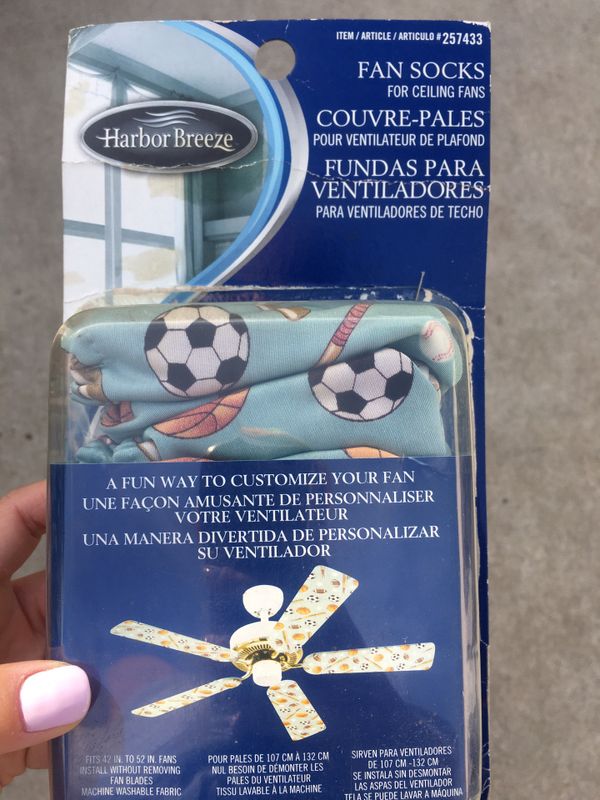 ITEM / ARTICLE / ARTICULO # 257433
FAN SOCKS
FOR CEILING FANS
COUVRE-PALES
POUR VENTILATEUR DE PLAFOND
FUNDAS PARA
VENTILADORES
PARA VENTILADORES DE TECHO
Harbor Breeze
A FUN WAY TO CUSTOMIZE YOUR FAN
UNE FAÇON AMUSANTE DE PERSONNALISER
VOTRE VENTILATEUR
UNA MANERA DIVERTIDA DE PERSONALIZAR
SU VENTILADOR
FITS 42 IN. TO 52 IN. FANS
INSTALL WITHOUT REMOVING
FAN BLADES
MACHINE WASHABLE FABRIC
POUR PALES DE 107 CM À 132 CM
NUL BESOIN DE DÉMONTER LES
PALES DU VENTILATEUR
TISSU LAVABLE À LA MACHINE
SIRVEN PARA VENTILADORES
DE 107 CM -132 CM
SE INSTALA SIN DESMONTAR
LAS ASPAS DEL VENTILADOR
TELA SE PUEDE LAVAR A MÁQUINA